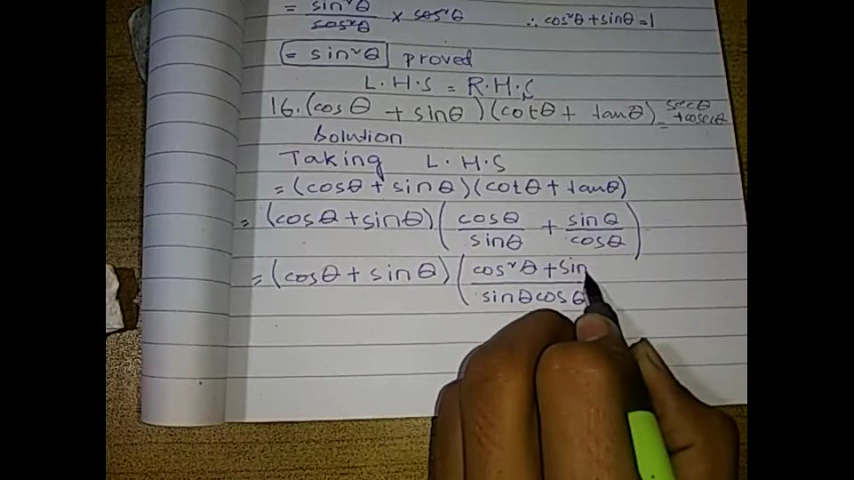 = sin²θ/cos²θ × cos²θ ∴ cos²θ + sinθ = 1
= sin²θ proved
L.H.S = R.H.S
16. (cosθ + sinθ)(cotθ + tanθ) = secθ + cosecθ
Solution
Taking L.H.S
= (cosθ + sinθ)(cotθ + tanθ)
= (cosθ + sinθ)(cosθ/sinθ + sinθ/cosθ)
= (cosθ + sinθ)(cos²θ + sin/sinθcosθ